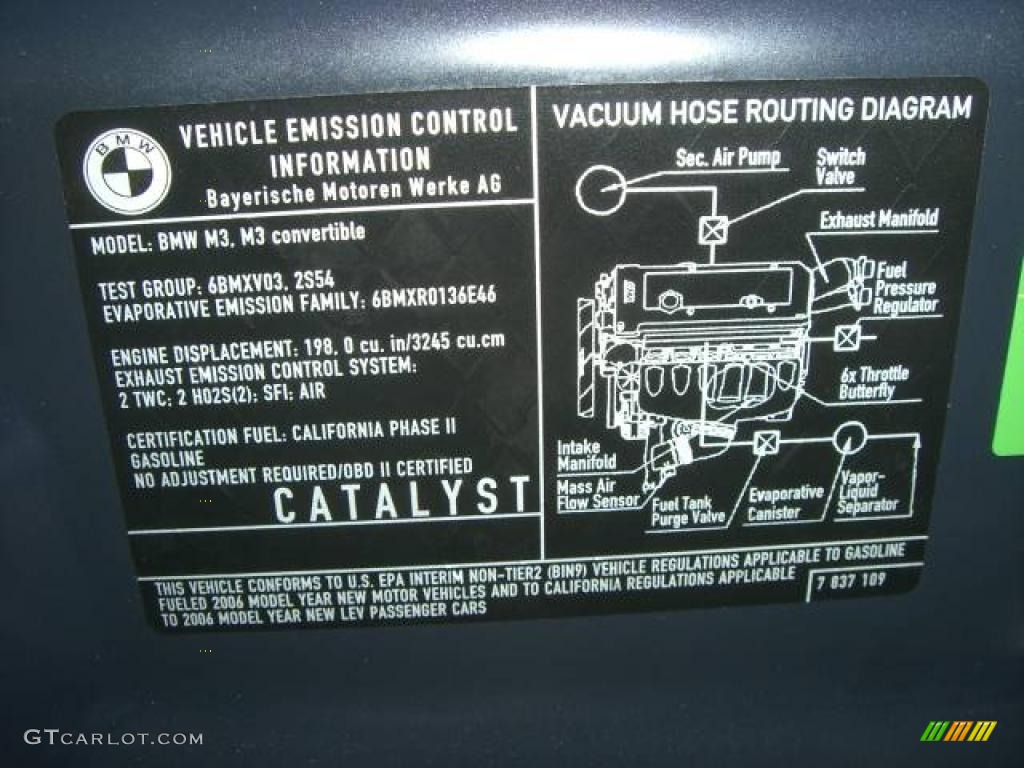 BMW
VEHICLE EMISSION CONTROL
INFORMATION
Bayerische Motoren Werke AG
MODEL: BMW M3, M3 convertible
TEST GROUP: 6BMXV03, 2S54
EVAPORATIVE EMISSION FAMILY: 6BMXR0136E46
ENGINE DISPLACEMENT: 198, 0 cu. in/3245 cu.cm
EXHAUST EMISSION CONTROL SYSTEM:
2 TWC; 2 HO2S(2); SFI; AIR
CERTIFICATION FUEL: CALIFORNIA PHASE II
GASOLINE
NO ADJUSTMENT REQUIRED/OBD II CERTIFIED
CATALYST
VACUUM HOSE ROUTING DIAGRAM
Sec. Air Pump
Switch
Valve
Exhaust Manifold
Fuel
Pressure
Regulator
6x Throttle
Butterfly
Intake
Manifold
Mass Air
Flow Sensor
Fuel Tank
Purge Valve
Evaporative
Canister
Vapor-
Liquid
Separator
THIS VEHICLE CONFORMS TO U.S. EPA INTERIM NON-TIER2 (BIN9) VEHICLE REGULATIONS APPLICABLE TO GASOLINE
FUELED 2006 MODEL YEAR NEW MOTOR VEHICLES AND TO CALIFORNIA REGULATIONS APPLICABLE
TO 2006 MODEL YEAR NEW LEV PASSENGER CARS
7 837 109
GTCARLOT.COM